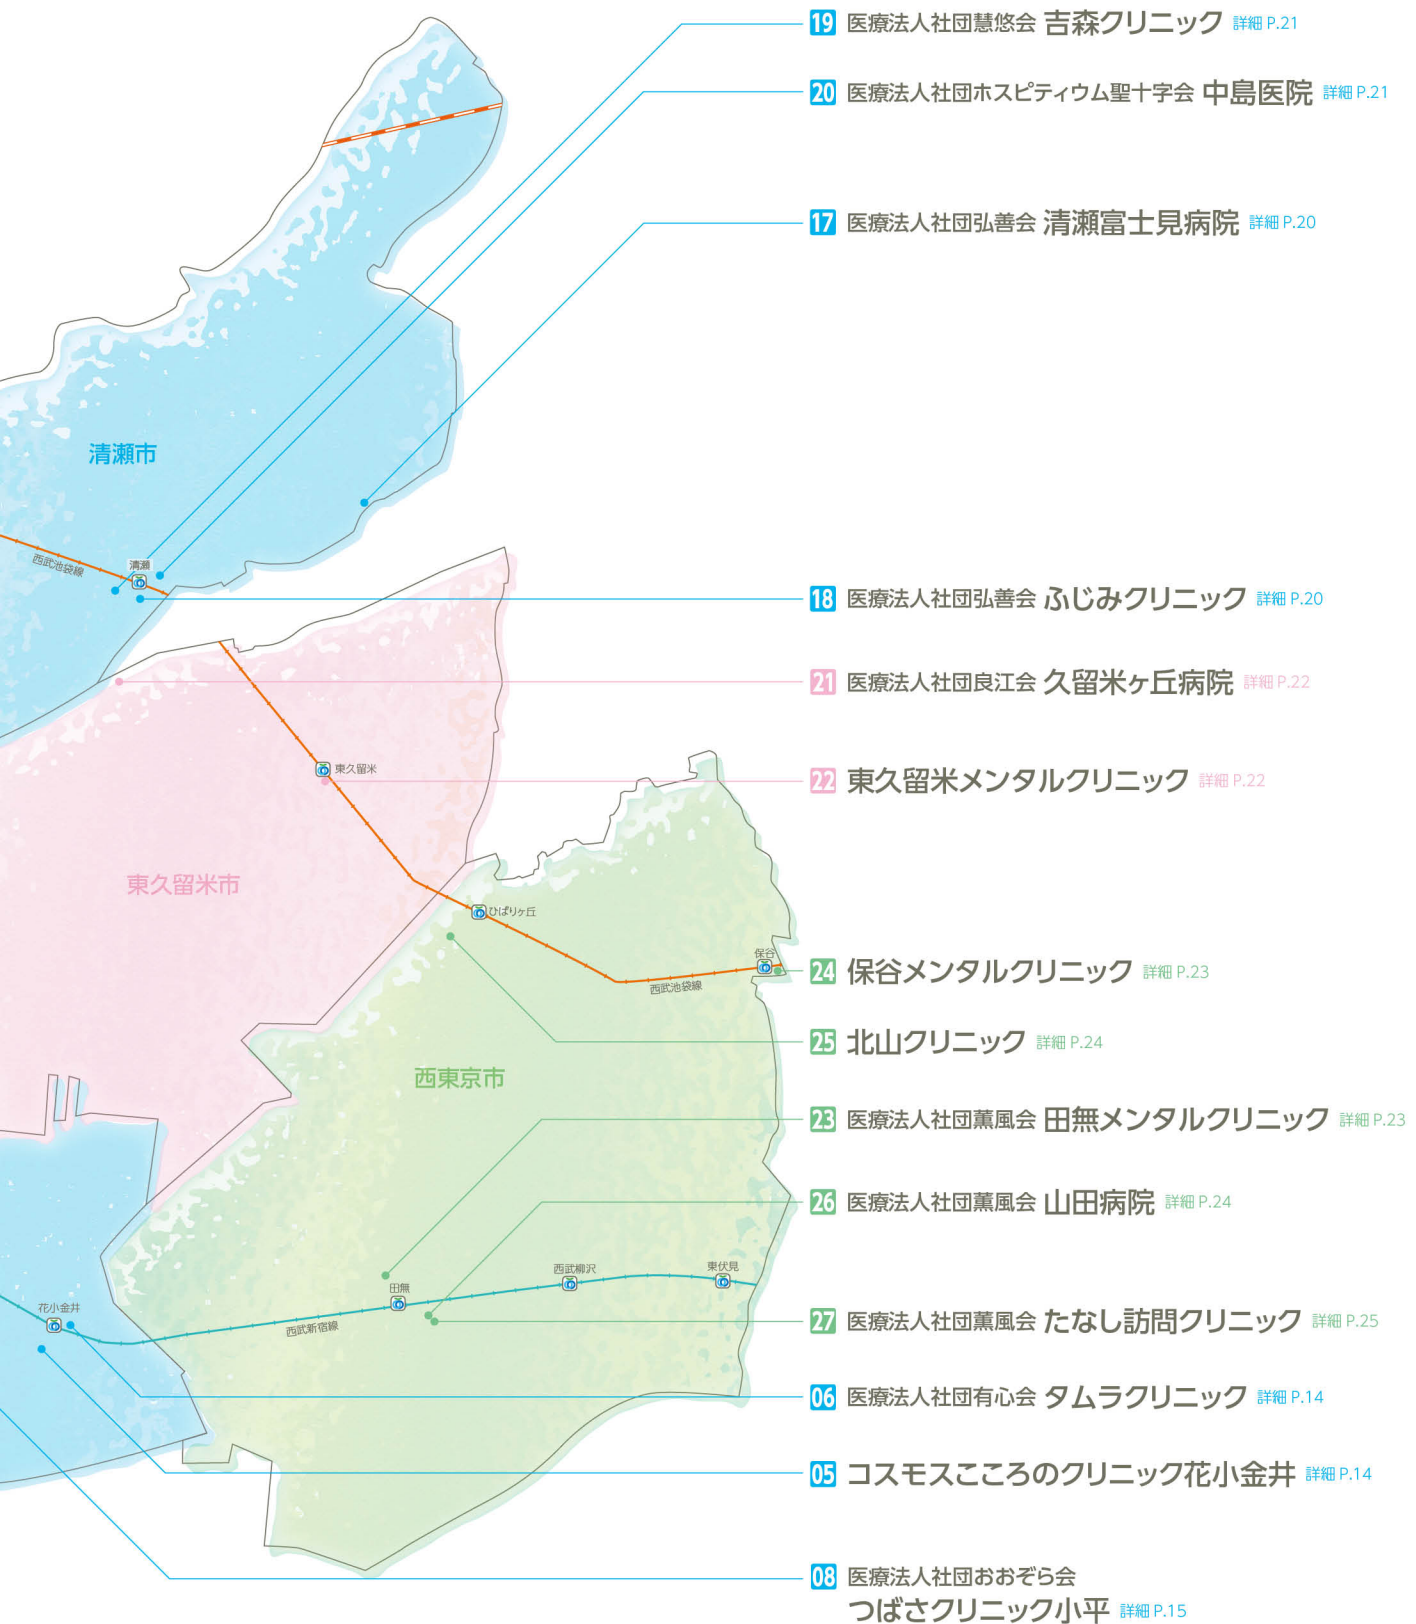 19 医療法人社団慧悠会 吉森クリニック 詳細 P.21
20 医療法人社団ホスピティウム聖十字会 中島医院 詳細 P.21
17 医療法人社団弘善会 清瀬富士見病院 詳細 P.20
清瀬市
西武池袋線
清瀬
18 医療法人社団弘善会 ふじみクリニック 詳細 P.20
21 医療法人社団良江会 久留米ヶ丘病院 詳細 P.22
東久留米
22 東久留米メンタルクリニック 詳細 P.22
東久留米市
ひばりヶ丘
保谷
西武池袋線
24 保谷メンタルクリニック 詳細 P.23
25 北山クリニック 詳細 P.24
西東京市
23 医療法人社団薫風会 田無メンタルクリニック 詳細 P.23
26 医療法人社団薫風会 山田病院 詳細 P.24
東伏見
西武柳沢
田無
花小金井
西武新宿線
27 医療法人社団薫風会 たなし訪問クリニック 詳細 P.25
06 医療法人社団有心会 タムラクリニック 詳細 P.14
05 コスモスこころのクリニック花小金井 詳細 P.14
08 医療法人社団おおぞら会
つばさクリニック小平 詳細 P.15